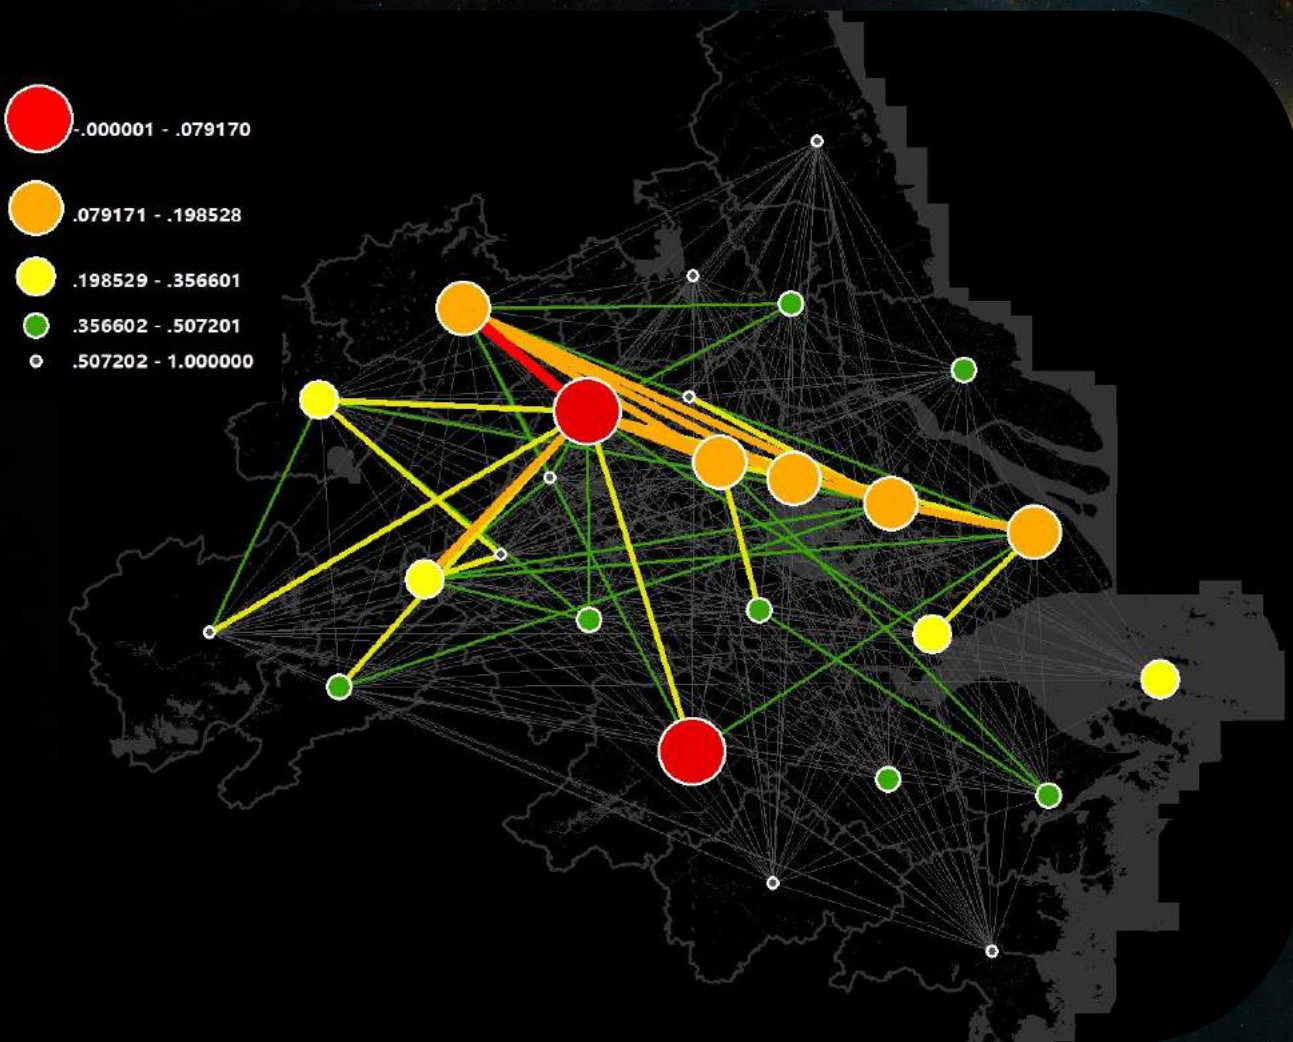 -.000001 - .079170
.079171 - .198528
.198529 - .356601
.356602 - .507201
.507202 - 1.000000